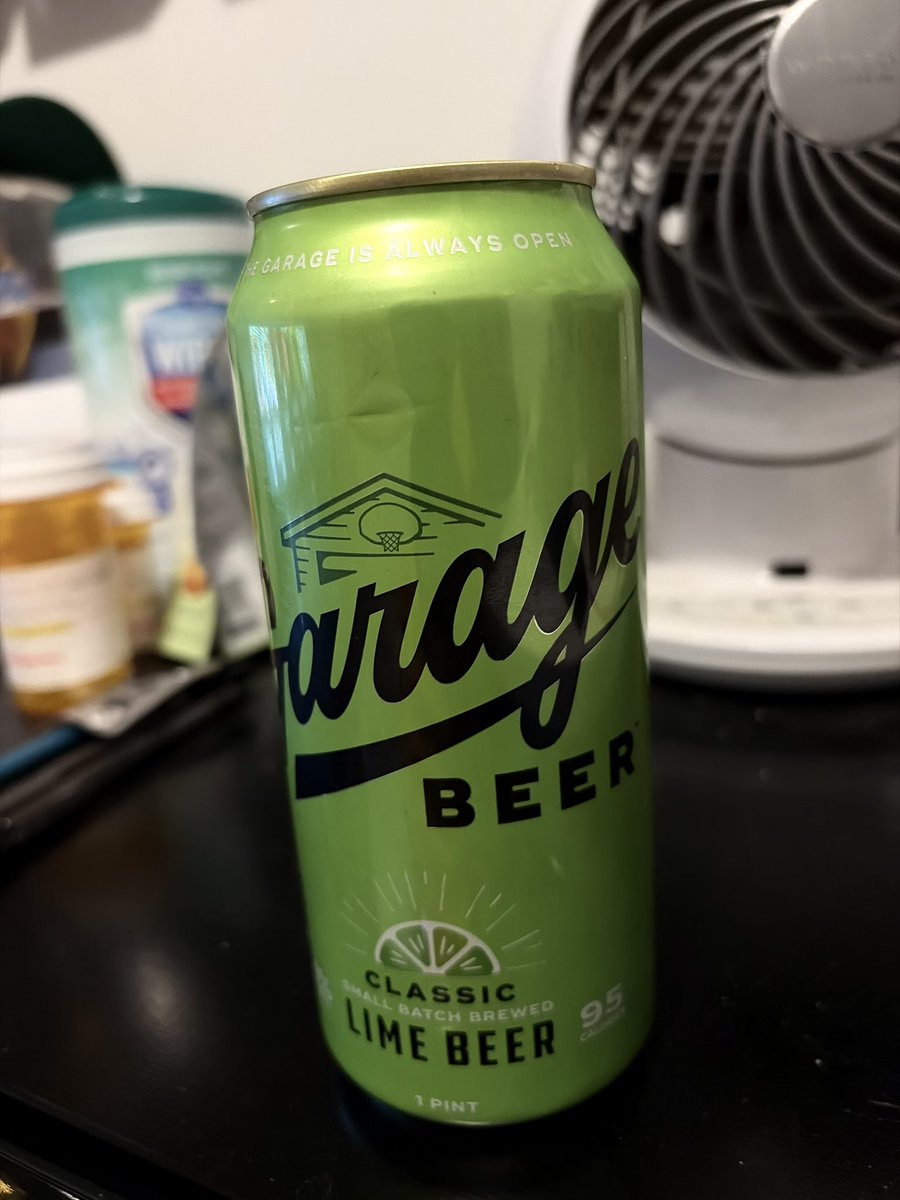 GARAGE IS ALWAYS OPEN
Garage
BEER
CLASSIC
SMALL BATCH BREWED
LIME BEER
95
CALORIES
1 PINT